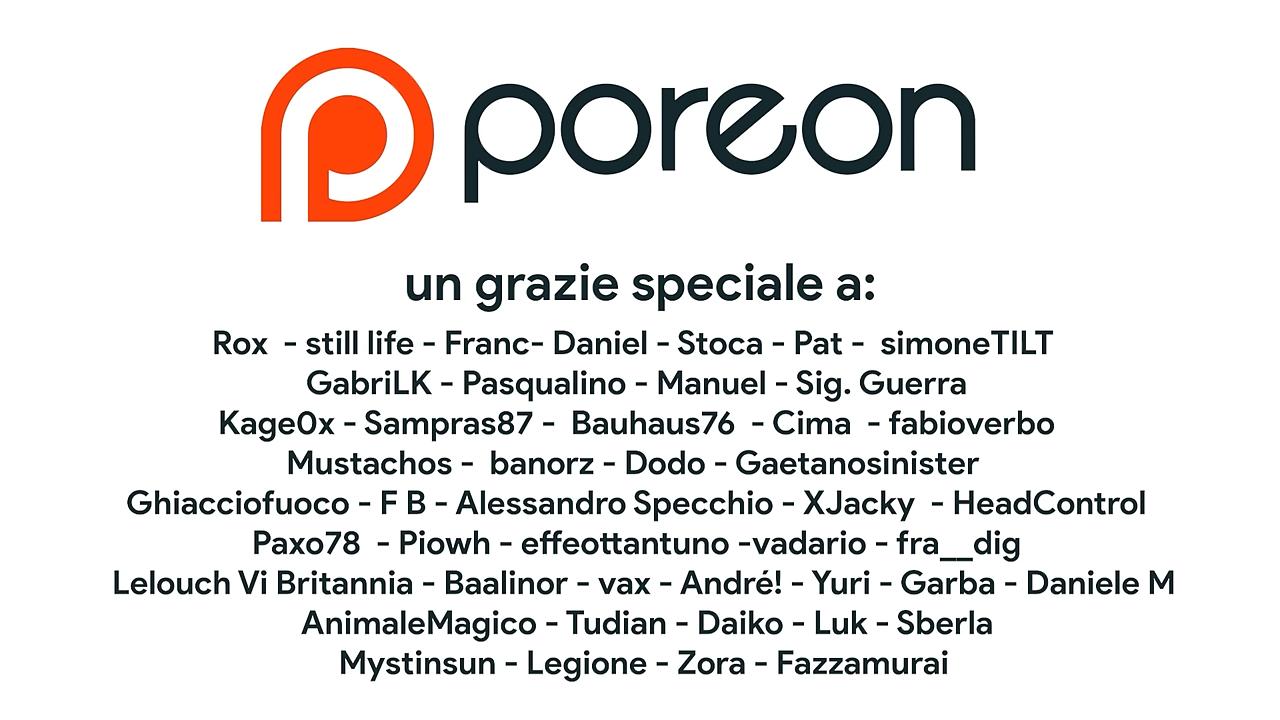 poreon
un grazie speciale a:
Rox - still life - Franc- Daniel - Stoca - Pat - simoneTILT
GabriLK - Pasqualino - Manuel - Sig. Guerra
Kage0x - Sampras87 - Bauhaus76 - Cima - fabioverbo
Mustachos - banorz - Dodo - Gaetanosinister
Ghiacciofuoco - F B - Alessandro Specchio - XJacky - HeadControl
Paxo78 - Piowh - effeottantuno -vadario - fra__dig
Lelouch Vi Britannia - Baalinor - vax - André! - Yuri - Garba - Daniele M
AnimaleMagico - Tudian - Daiko - Luk - Sberla
Mystinsun - Legione - Zora - Fazzamurai